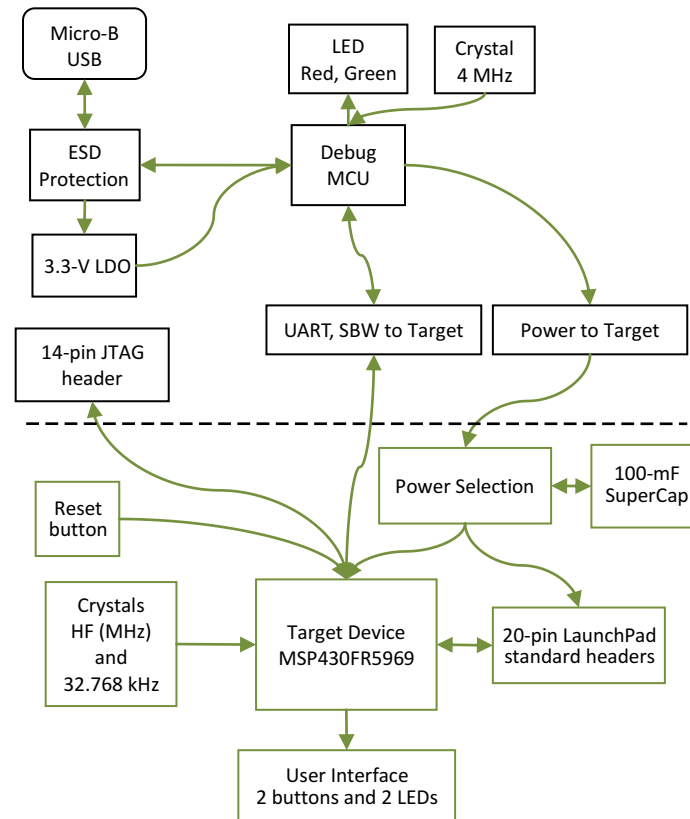 Micro-B
USB
LED
Red, Green
Crystal
4 MHz
ESD
Protection
Debug
MCU
3.3-V LDO
UART, SBW to Target
Power to Target
14-pin JTAG
header
Power Selection
100-mF
SuperCap
Reset
button
Crystals
HF (MHz)
and
32.768 kHz
Target Device
MSP430FR5969
20-pin LaunchPad
standard headers
User Interface
2 buttons and 2 LEDs